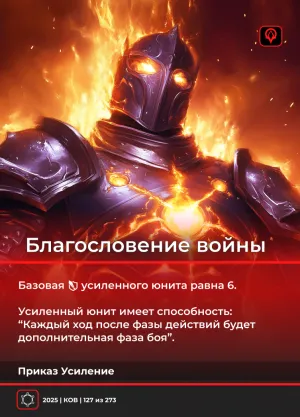 Благословение войны
Базовая усиленного юнита равна 6.
Усиленный юнит имеет способность:
“Каждый ход после фазы действий будет
дополнительная фаза боя”.
Приказ Усиление
2025 | КОВ | 127 из 273